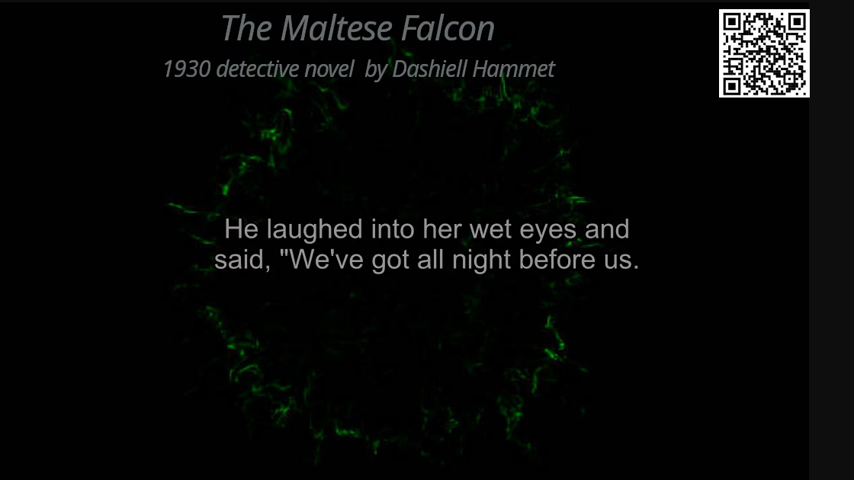 The Maltese Falcon
1930 detective novel by Dashiell Hammet
He laughed into her wet eyes and
said, "We've got all night before us.